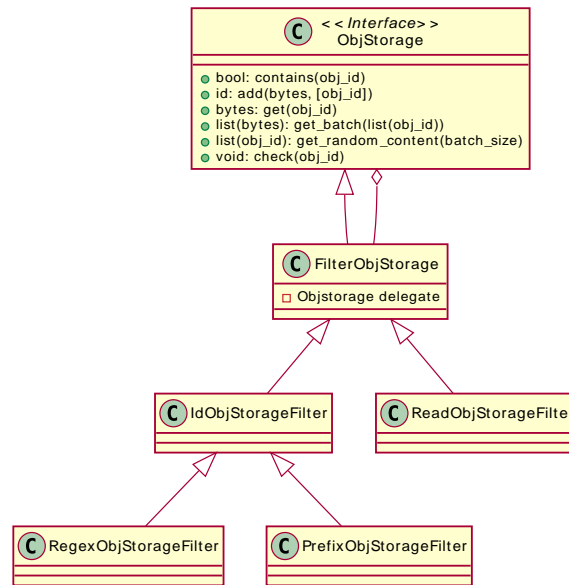 C
<<Interface>>
ObjStorage
bool: contains(obj_id)
id: add(bytes, [obj_id])
bytes: get(obj_id)
list(bytes): get_batch(list(obj_id))
list(obj_id): get_random_content(batch_size)
void: check(obj_id)
C FilterObjStorage
Objstorage delegate
C IdObjStorageFilter
C ReadObjStorageFilte
C RegexObjStorageFilter
C PrefixObjStorageFilter